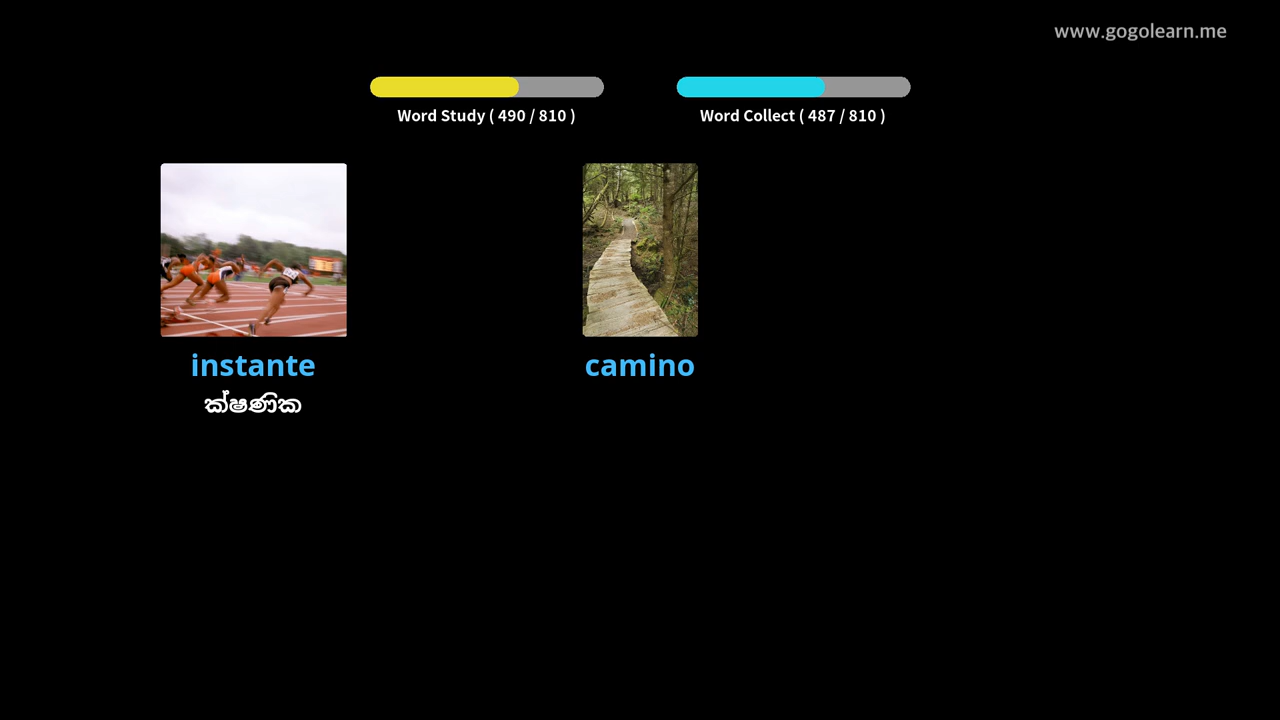 www.gogolearn.me
Word Study ( 490 / 810 )
Word Collect ( 487 / 810 )
instante
ක්ෂණික
camino